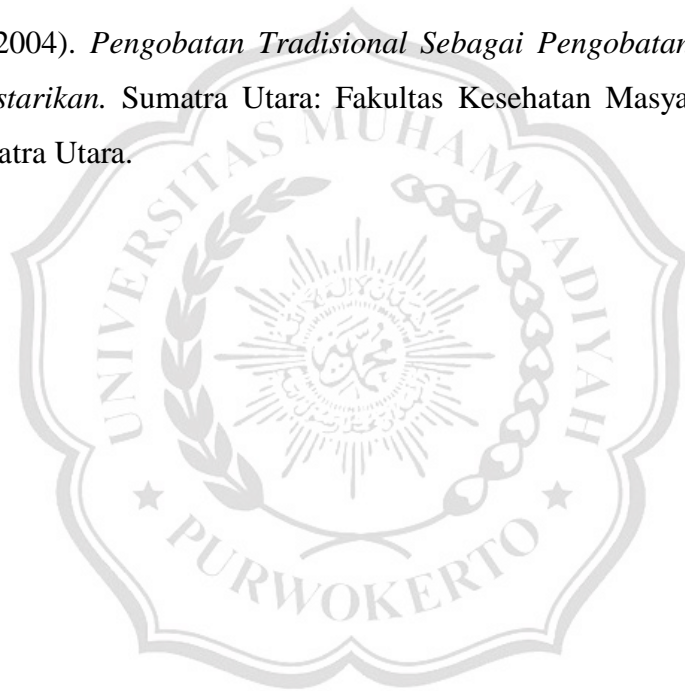 2004). Pengobatan Tradisional Sebagai Pengobatan
starikan. Sumatra Utara: Fakultas Kesehatan Masya
atra Utara.
UNIVERSITAS MUHAMMADIYAH
PURWOKERTO